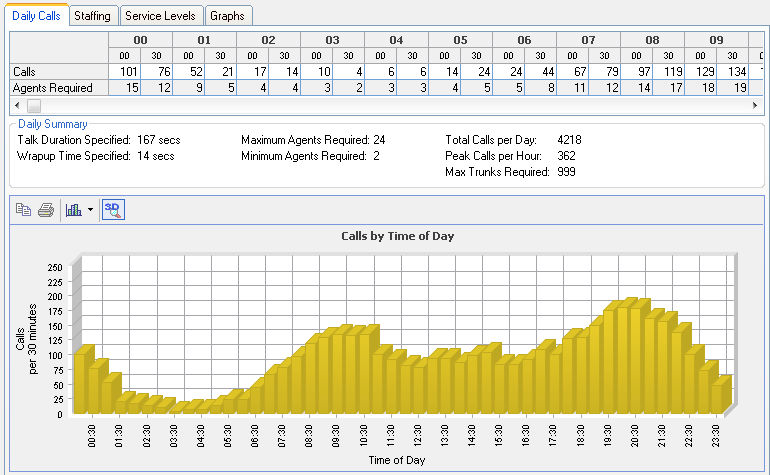 Daily Calls Staffing Service Levels Graphs
00 01 02 03 04 05 06 07 08 09
00 30 00 30 00 30 00 30 00 30 00 30 00 30 00 30 00 30 00 30
Calls 101 76 52 21 17 14 10 4 6 6 14 24 24 44 67 79 97 119 129 134
Agents Required 15 12 9 5 4 4 3 2 3 3 4 5 5 8 11 12 14 17 18 19
Daily Summary
Talk Duration Specified: 167 secs Maximum Agents Required: 24 Total Calls per Day: 4218
Wrapup Time Specified: 14 secs Minimum Agents Required: 2 Peak Calls per Hour: 362
Max Trunks Required: 999
3D
Calls by Time of Day
250
225
200
175
150
125
100
75
50
25
0
Calls
per 30 minutes
00:30 01:30 02:30 03:30 04:30 05:30 06:30 07:30 08:30 09:30 10:30 11:30 12:30 13:30 14:30 15:30 16:30 17:30 18:30 19:30 20:30 21:30 22:30 23:30
Time of Day